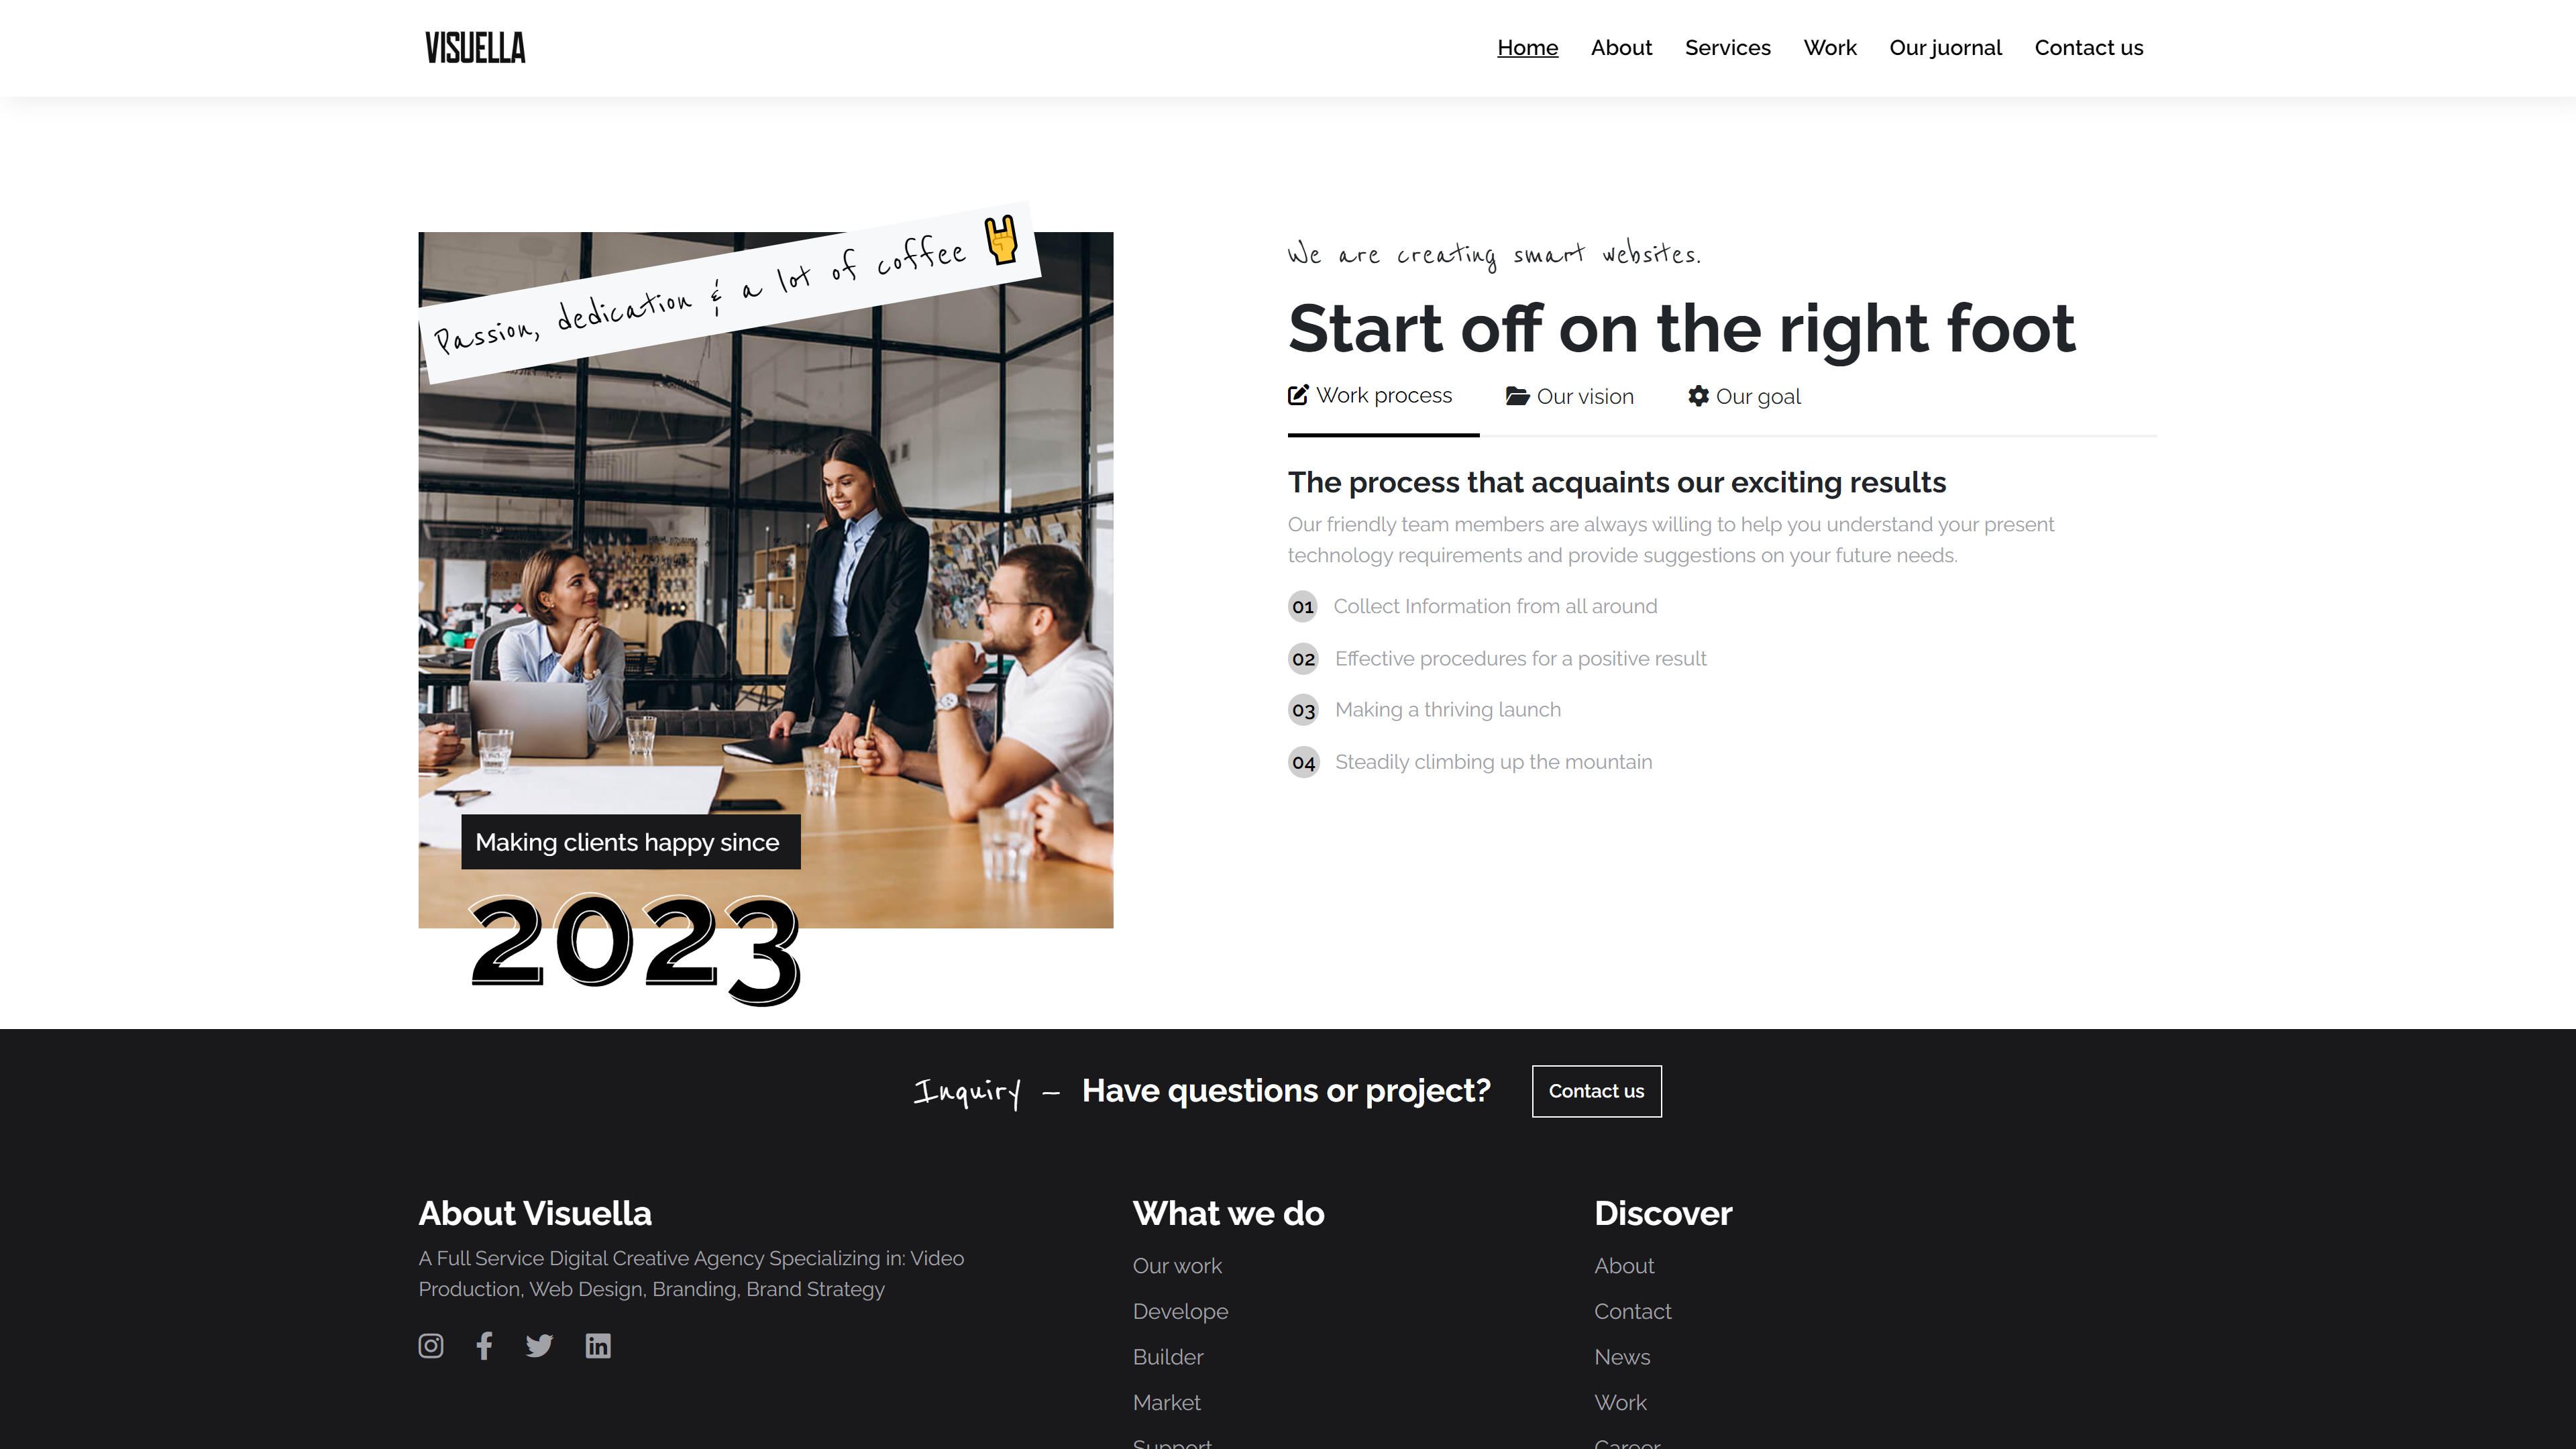 VISUELLA
Home About Services Work Our juornal Contact us
Passion, dedication & a lot of coffee
We are creating smart websites.
Start off on the right foot
Work process Our vision Our goal
The process that acquaints our exciting results
Our friendly team members are always willing to help you understand your present
technology requirements and provide suggestions on your future needs.
01 Collect Information from all around
02 Effective procedures for a positive result
03 Making a thriving launch
04 Steadily climbing up the mountain
Making clients happy since
2023
Inquiry – Have questions or project? Contact us
About Visuella
A Full Service Digital Creative Agency Specializing in: Video
Production, Web Design, Branding, Brand Strategy
What we do
Our work
Develope
Builder
Market
Support
Discover
About
Contact
News
Work
Career